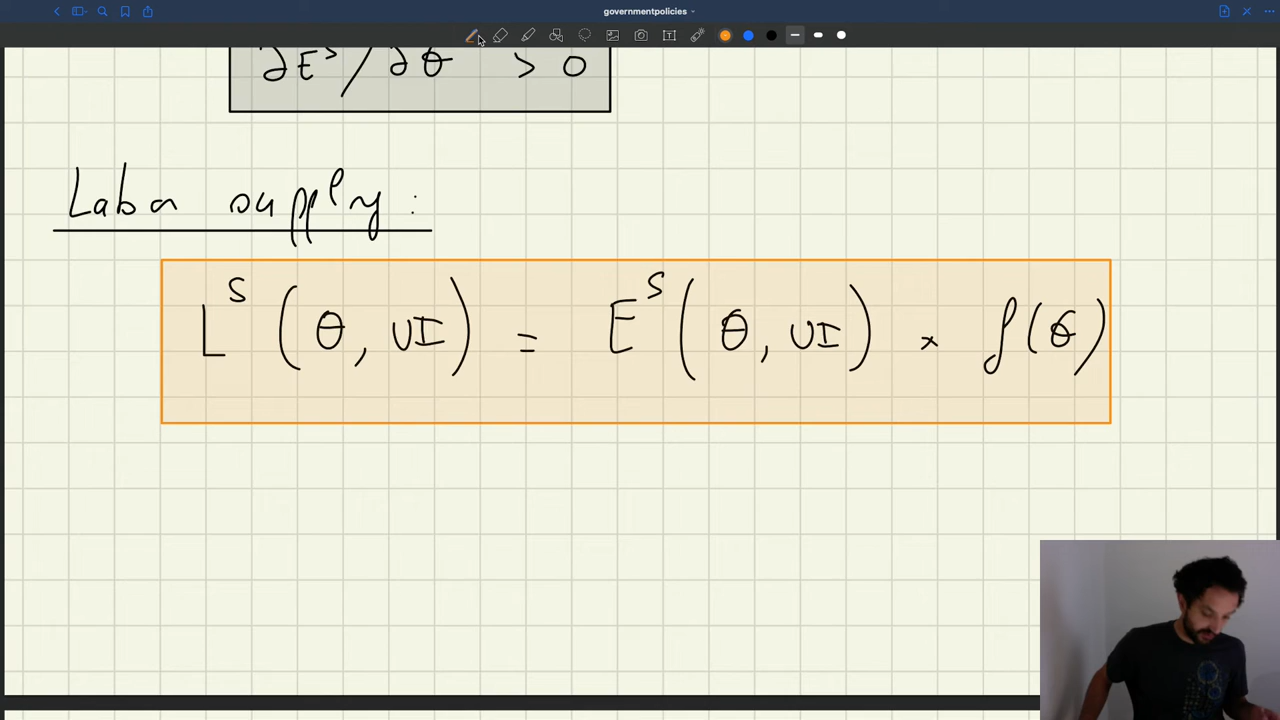 governmentpolicies
∂E^s/∂θ > 0
Labor supply:
L^s (θ, UI) = E^s (θ, UI) × f(θ)